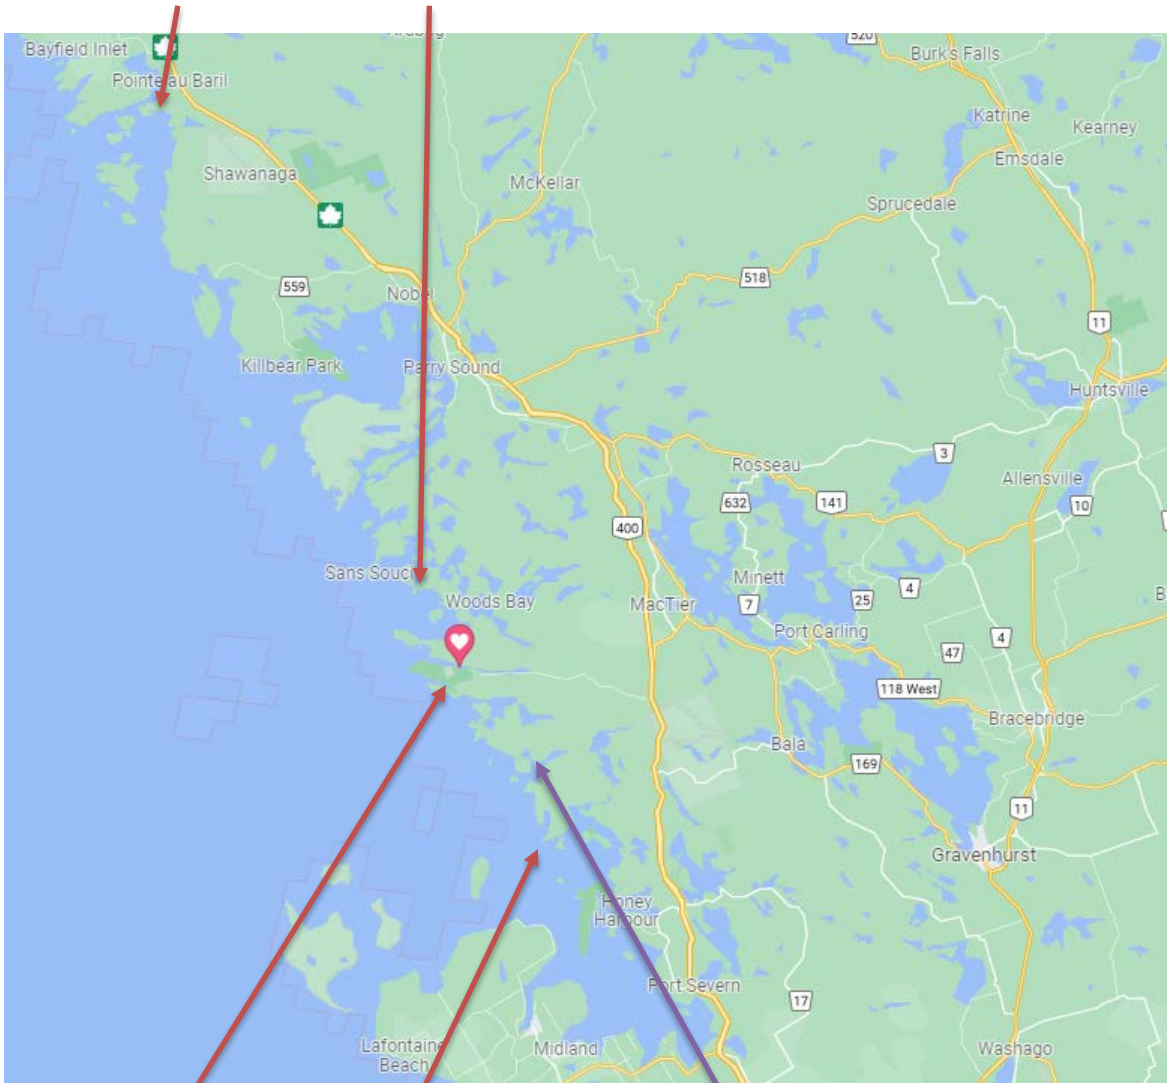 520
Bayfield Inlet
Burk's Falls
Pointe au Baril
Katrine
Kearney
Emsdale
Shawanaga
McKellar
Sprucedale
518
559
Nobel
11
Killbear Park
Parry Sound
Huntsville
3
Rosseau
Allensville
632
141
10
400
Sans Souci
Minett
4
Woods Bay
MacTier
7
25
Port Carling
4
47
118 West
Bracebridge
Bala
169
11
Gravenhurst
Honey
Harbour
Port Severn
17
Lafontaine
Beach
Midland
Washago